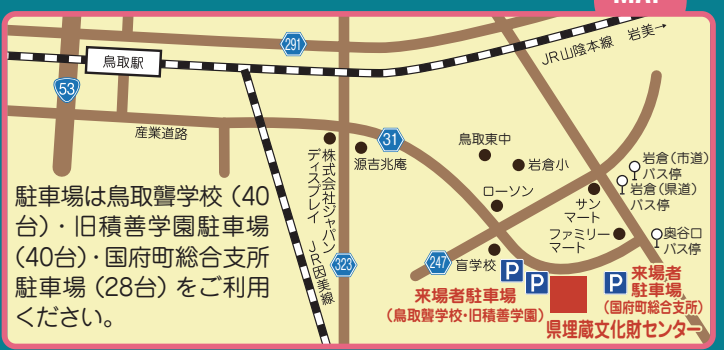 MAP
291
JR山陰本線
岩美→
鳥取駅
53
産業道路
31
鳥取東中
岩倉小
源吉兆庵
株式会社ジャパン
ディスプレイ
JR因美線
ローソン
岩倉(市道)
バス停
岩倉(県道)
バス停
サン
マート
ファミリー
マート
奥谷口
バス停
323
247
盲学校
P
P
P
来場者駐車場
(鳥取聾学校・旧積善学園)
来場者
駐車場
(国府町総合支所)
県埋蔵文化財センター
駐車場は鳥取聾学校(40
台)・旧積善学園駐車場
(40台)・国府町総合支所
駐車場(28台)をご利用
ください。